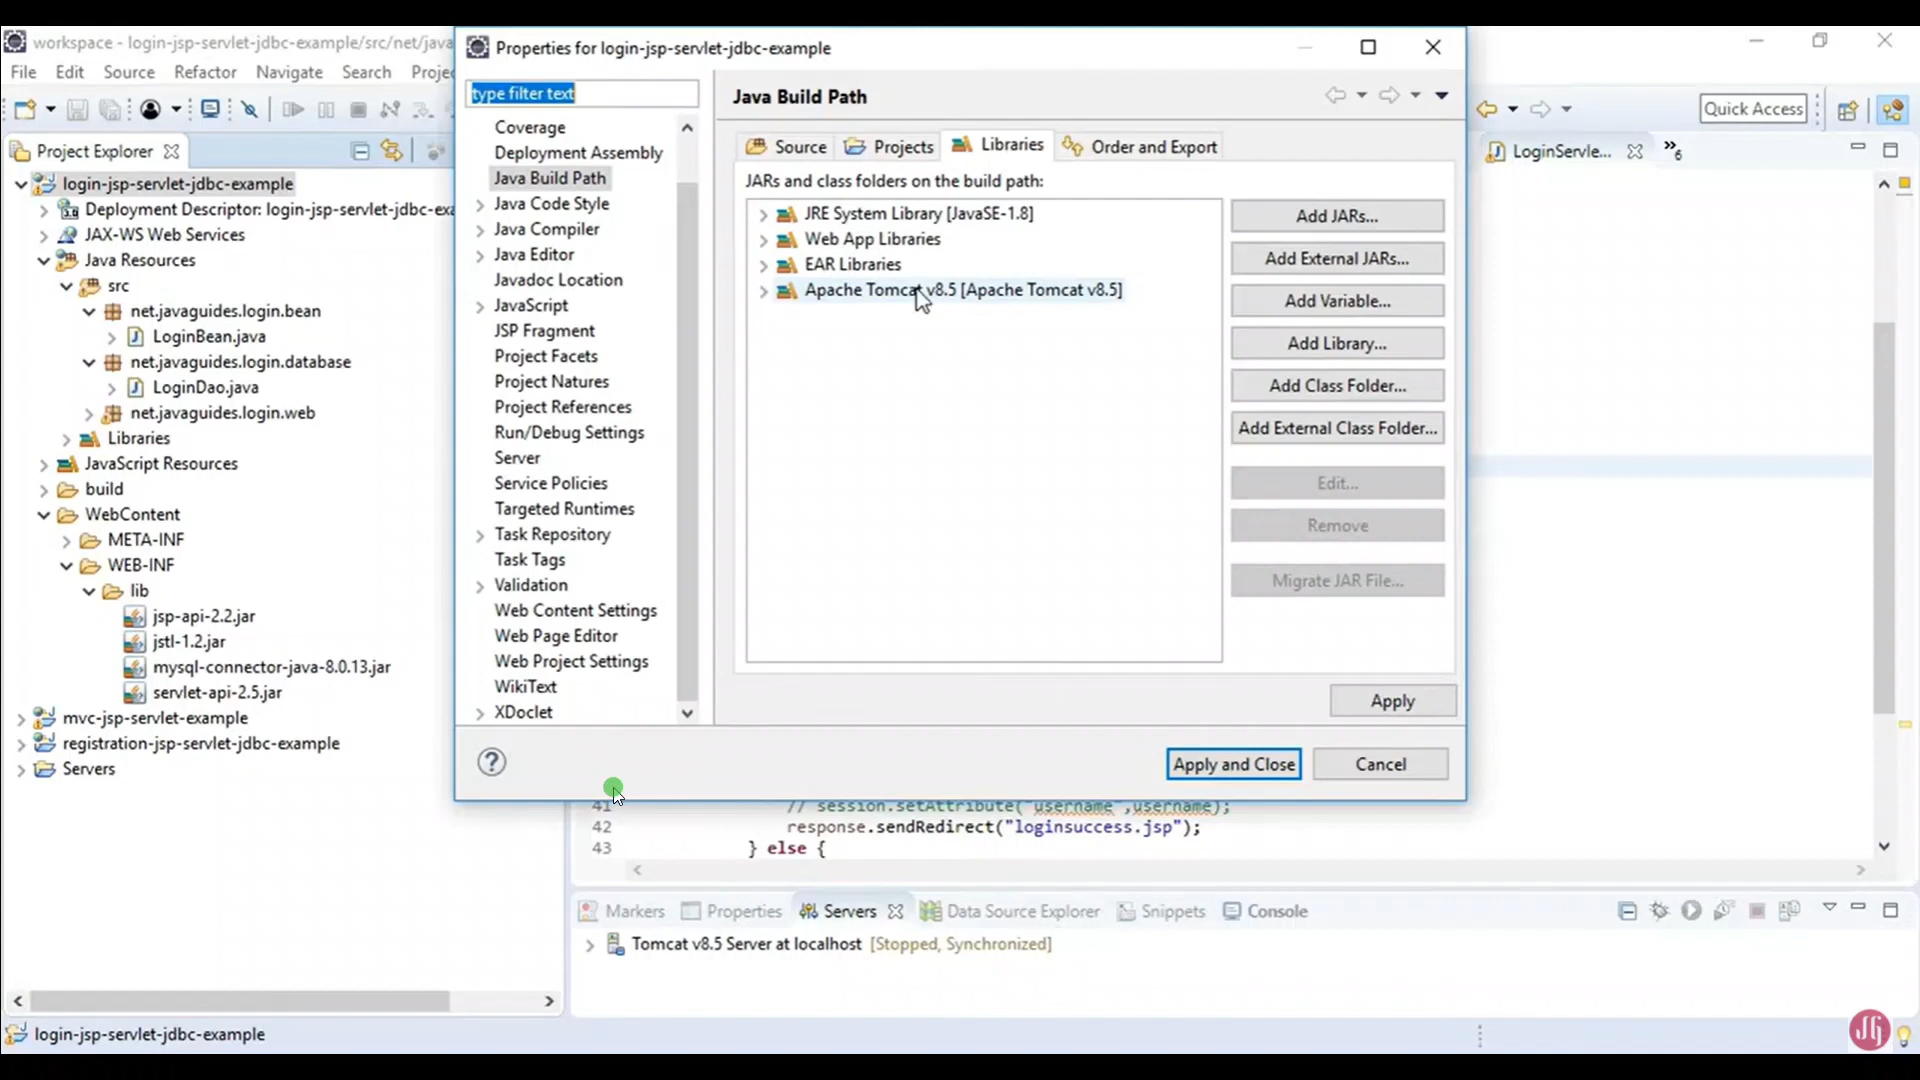 workspace - login-jsp-servlet-jdbc-example/src/net/java
File Edit Source Refactor Navigate Search Projec
Quick Access
Project Explorer
login-jsp-servlet-jdbc-example
Deployment Descriptor: login-jsp-servlet-jdbc-exa
JAX-WS Web Services
Java Resources
src
net.javaguides.login.bean
LoginBean.java
net.javaguides.login.database
LoginDao.java
net.javaguides.login.web
Libraries
JavaScript Resources
build
WebContent
META-INF
WEB-INF
lib
jsp-api-2.2.jar
jstl-1.2.jar
mysql-connector-java-8.0.13.jar
servlet-api-2.5.jar
mvc-jsp-servlet-example
registration-jsp-servlet-jdbc-example
Servers
Properties for login-jsp-servlet-jdbc-example
type filter text
Coverage
Deployment Assembly
Java Build Path
Java Code Style
Java Compiler
Java Editor
Javadoc Location
JavaScript
JSP Fragment
Project Facets
Project Natures
Project References
Run/Debug Settings
Server
Service Policies
Targeted Runtimes
Task Repository
Task Tags
Validation
Web Content Settings
Web Page Editor
Web Project Settings
WikiText
XDoclet
Java Build Path
Source Projects Libraries Order and Export
JARs and class folders on the build path:
JRE System Library [JavaSE-1.8]
Web App Libraries
EAR Libraries
Apache Tomcat v8.5 [Apache Tomcat v8.5]
Add JARs...
Add External JARs...
Add Variable...
Add Library...
Add Class Folder...
Add External Class Folder...
Edit...
Remove
Migrate JAR File...
Apply
Apply and Close Cancel
LoginServle... 6
41 // session.setAttribute("username",username);
42 response.sendRedirect("loginsuccess.jsp");
43 } else {
Markers Properties Servers Data Source Explorer Snippets Console
Tomcat v8.5 Server at localhost [Stopped, Synchronized]
login-jsp-servlet-jdbc-example